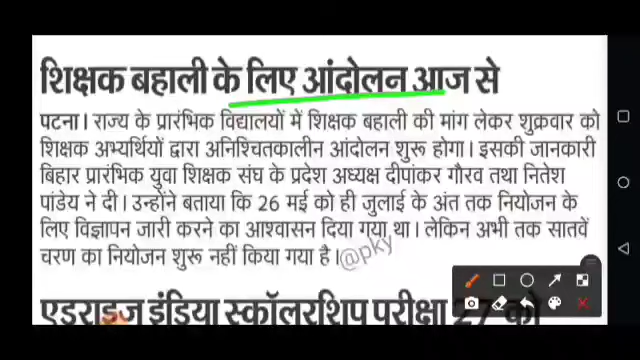 शिक्षक बहाली के लिए आंदोलन आज से
पटना। राज्य के प्रारंभिक विद्यालयों में शिक्षक बहाली की मांग लेकर शुक्रवार को
शिक्षक अभ्यर्थियों द्वारा अनिश्चितकालीन आंदोलन शुरू होगा। इसकी जानकारी
बिहार प्रारंभिक युवा शिक्षक संघ के प्रदेश अध्यक्ष दीपांकर गौरव तथा नितेश
पांडेय ने दी। उन्होंने बताया कि 26 मई को ही जुलाई के अंत तक नियोजन के
लिए विज्ञापन जारी करने का आश्वासन दिया गया था। लेकिन अभी तक सातवें
चरण का नियोजन शुरू नहीं किया गया है।
@pky
एडराइज इंडिया स्कॉलरशिप परीक्षा 27 को